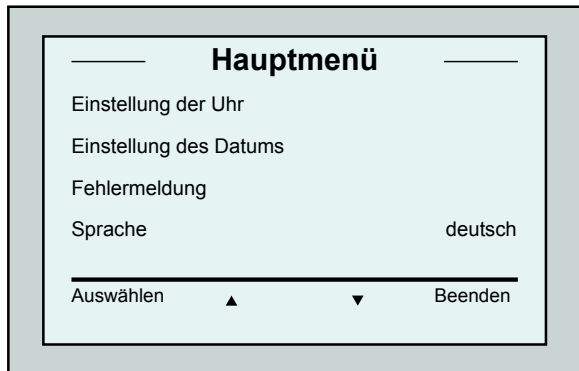 Hauptmenü
Einstellung der Uhr
Einstellung des Datums
Fehlermeldung
Sprache deutsch
Auswählen ▲ ▼ Beenden